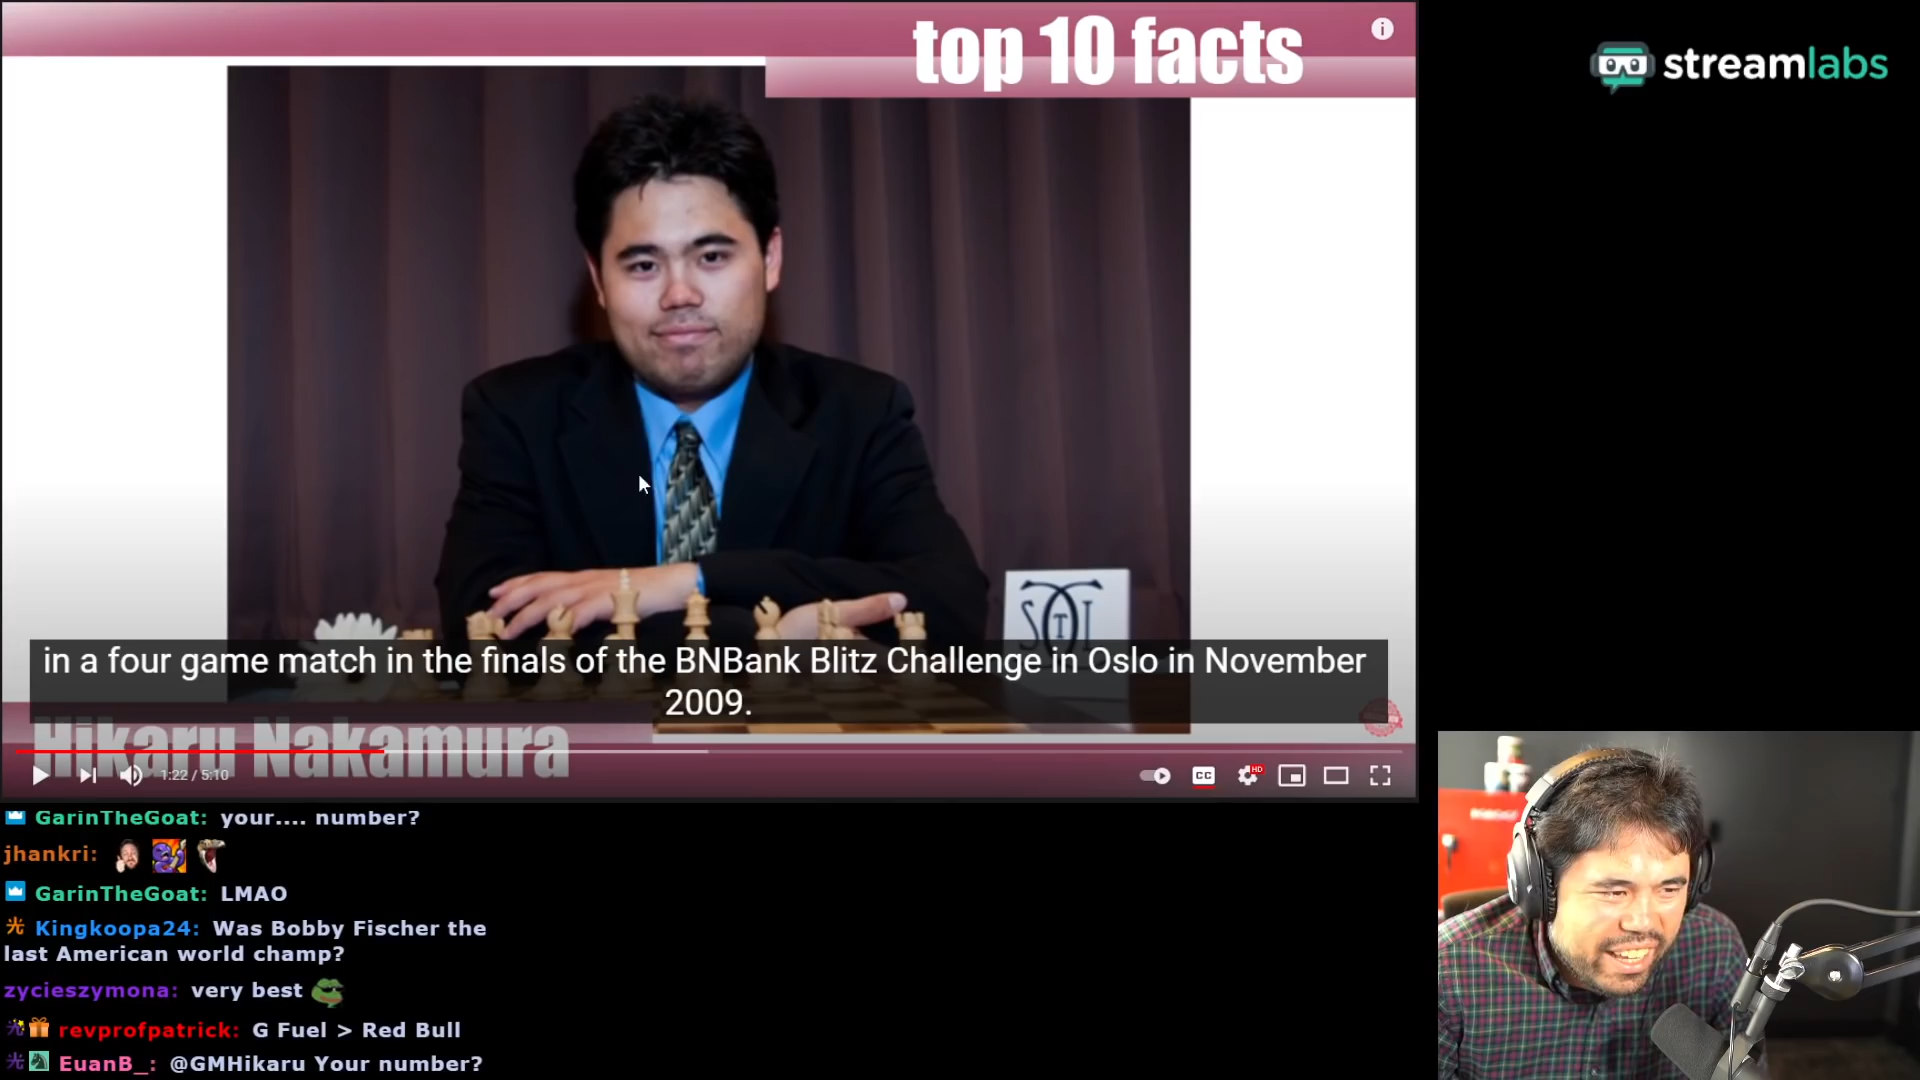 top 10 facts
streamlabs
in a four game match in the finals of the BNBank Blitz Challenge in Oslo in November
2009.
Hikaru Nakamura
1:22 / 5:10
CC
HD
GarinTheGoat: your.... number?
jhankri:
GarinTheGoat: LMAO
Kingkoopa24: Was Bobby Fischer the
last American world champ?
zycieszymona: very best
revprofpatrick: G Fuel > Red Bull
EuanB_: @GMHikaru Your number?